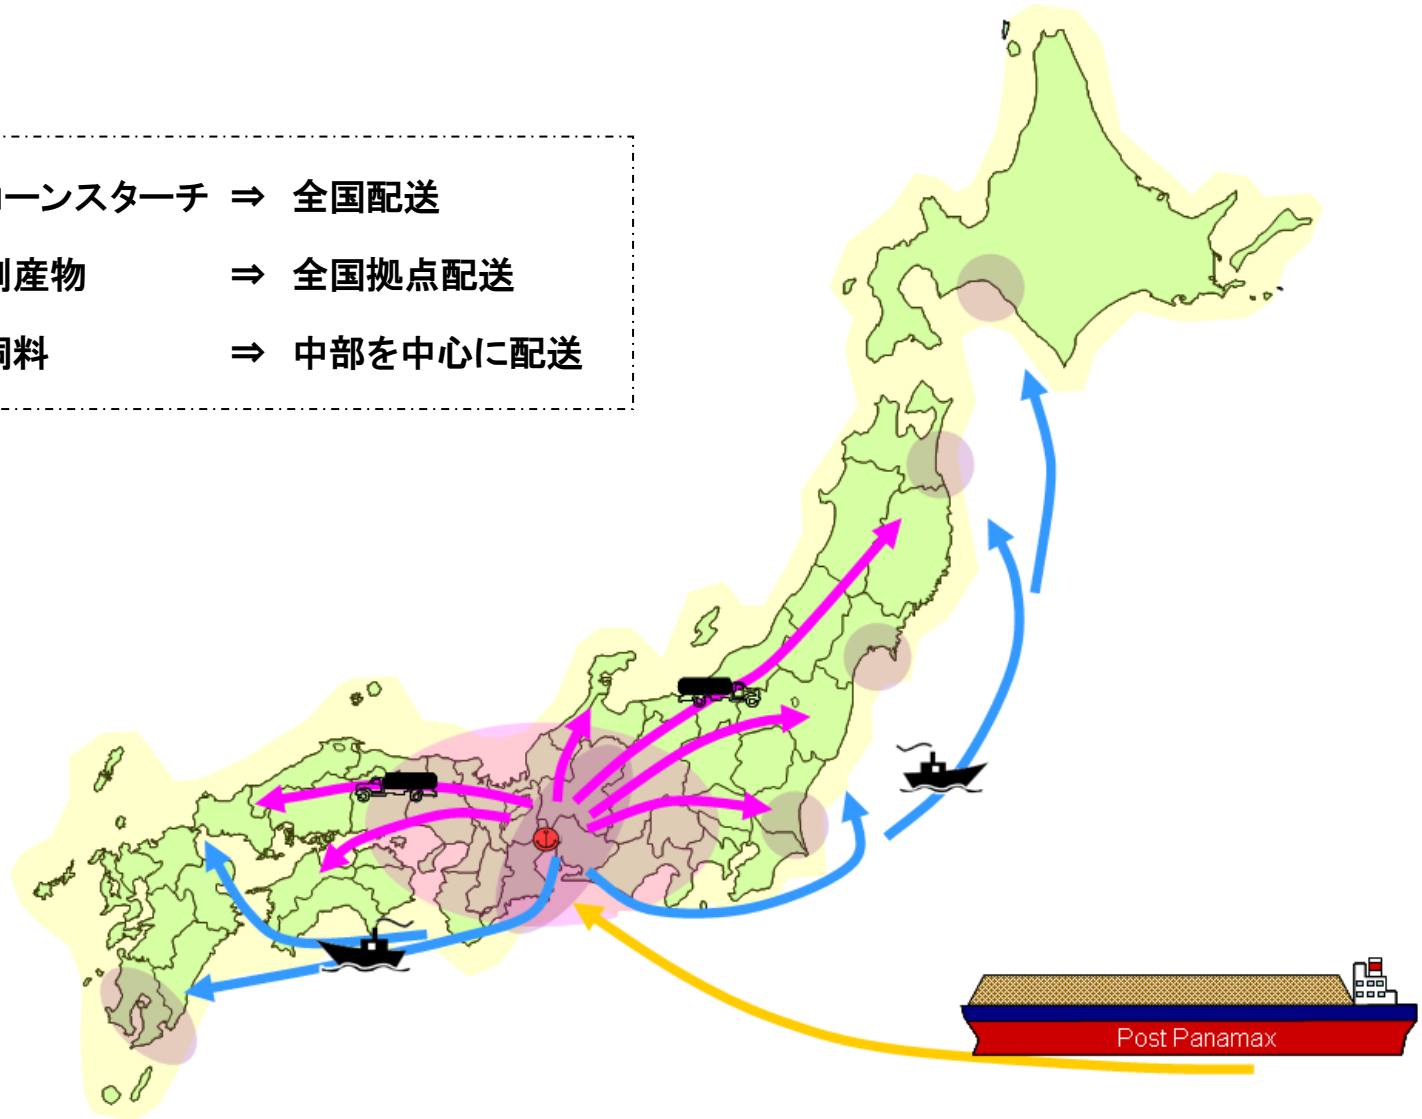 ーンスターチ ⇒ 全国配送
産物 ⇒ 全国拠点配送
料 ⇒ 中部を中心に配送
Post Panamax